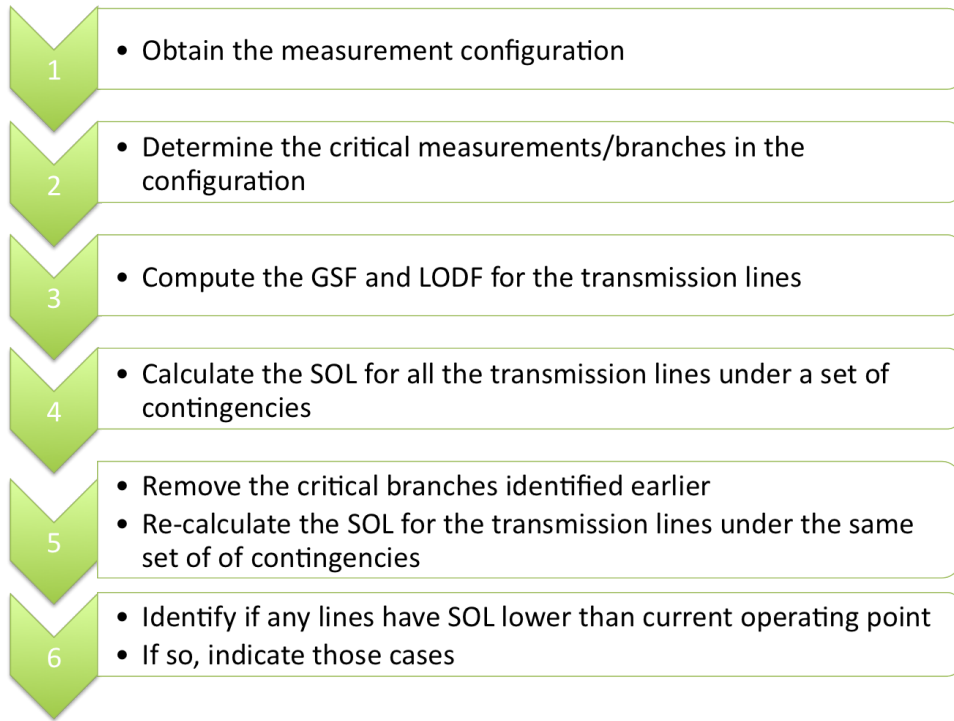 1
• Obtain the measurement configuration
2
• Determine the critical measurements/branches in the
configuration
3
• Compute the GSF and LODF for the transmission lines
4
• Calculate the SOL for all the transmission lines under a set of
contingencies
5
• Remove the critical branches identified earlier
• Re-calculate the SOL for the transmission lines under the same
set of of contingencies
6
• Identify if any lines have SOL lower than current operating point
• If so, indicate those cases